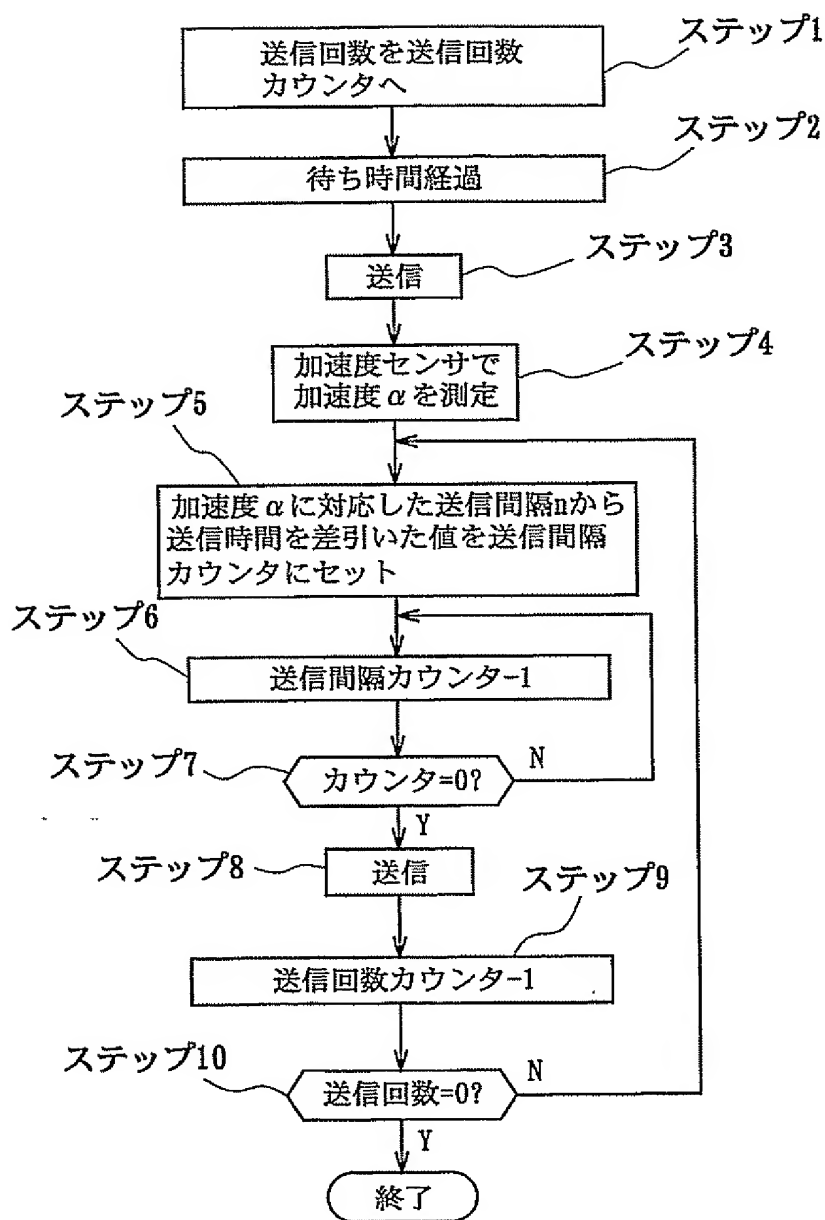 ステップ1
送信回数を送信回数
カウンタへ
ステップ2
待ち時間経過
ステップ3
送信
ステップ4
加速度センサで
加速度αを測定
ステップ5
加速度αに対応した送信間隔nから
送信時間を差引いた値を送信間隔
カウンタにセット
ステップ6
送信間隔カウンター1
ステップ7
カウンタ=0?
N
Y
ステップ8
送信
ステップ9
送信回数カウンター1
ステップ10
送信回数=0?
N
Y
終了